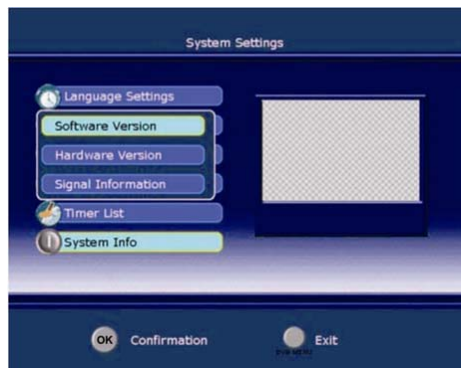 System Settings
Language Settings
Software Version
Hardware Version
Signal Information
Timer List
System Info
OK Confirmation
Exit